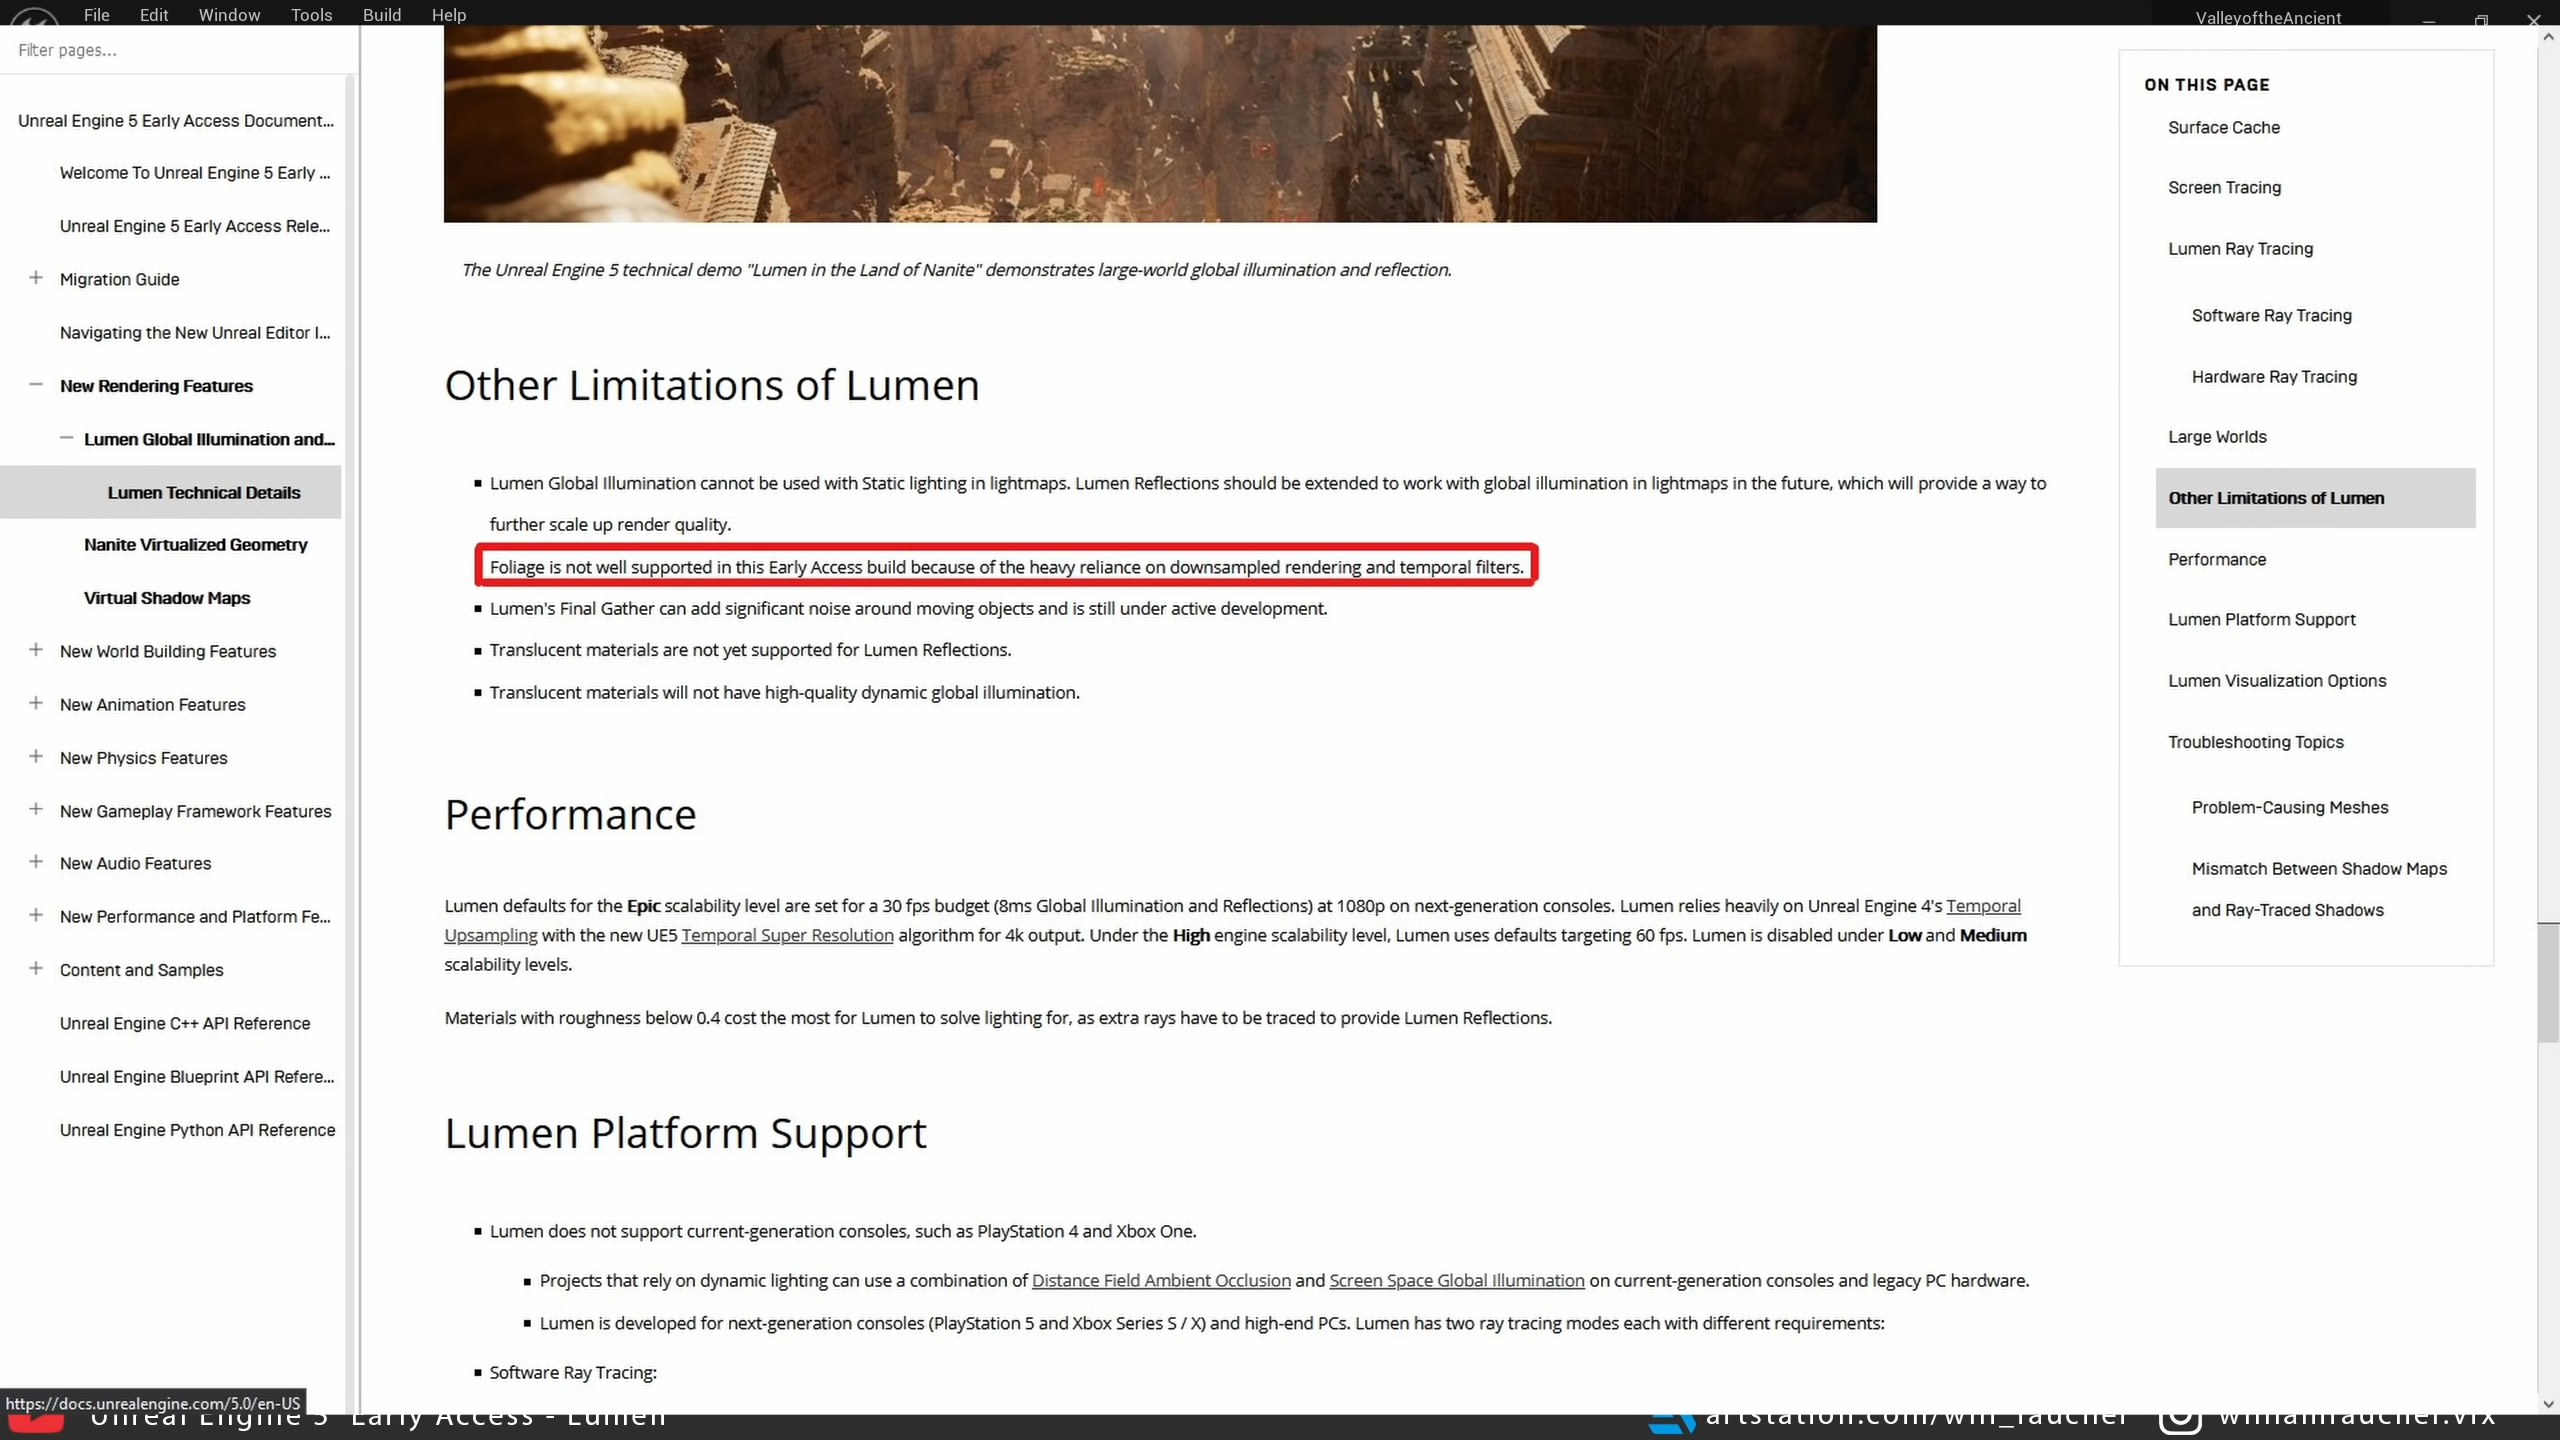 File Edit Window Tools Build Help
ValleyoftheAncient
Filter pages...
Unreal Engine 5 Early Access Document...
Welcome To Unreal Engine 5 Early ...
Unreal Engine 5 Early Access Rele...
Migration Guide
Navigating the New Unreal Editor I...
New Rendering Features
Lumen Global Illumination and...
Lumen Technical Details
Nanite Virtualized Geometry
Virtual Shadow Maps
New World Building Features
New Animation Features
New Physics Features
New Gameplay Framework Features
New Audio Features
New Performance and Platform Fe...
Content and Samples
Unreal Engine C++ API Reference
Unreal Engine Blueprint API Refere...
Unreal Engine Python API Reference
The Unreal Engine 5 technical demo "Lumen in the Land of Nanite" demonstrates large-world global illumination and reflection.
Other Limitations of Lumen
Lumen Global Illumination cannot be used with Static lighting in lightmaps. Lumen Reflections should be extended to work with global illumination in lightmaps in the future, which will provide a way to
further scale up render quality.
Foliage is not well supported in this Early Access build because of the heavy reliance on downsampled rendering and temporal filters.
Lumen's Final Gather can add significant noise around moving objects and is still under active development.
Translucent materials are not yet supported for Lumen Reflections.
Translucent materials will not have high-quality dynamic global illumination.
Performance
Lumen defaults for the Epic scalability level are set for a 30 fps budget (8ms Global Illumination and Reflections) at 1080p on next-generation consoles. Lumen relies heavily on Unreal Engine 4's Temporal
Upsampling with the new UE5 Temporal Super Resolution algorithm for 4k output. Under the High engine scalability level, Lumen uses defaults targeting 60 fps. Lumen is disabled under Low and Medium
scalability levels.
Materials with roughness below 0.4 cost the most for Lumen to solve lighting for, as extra rays have to be traced to provide Lumen Reflections.
Lumen Platform Support
Lumen does not support current-generation consoles, such as PlayStation 4 and Xbox One.
Projects that rely on dynamic lighting can use a combination of Distance Field Ambient Occlusion and Screen Space Global Illumination on current-generation consoles and legacy PC hardware.
Lumen is developed for next-generation consoles (PlayStation 5 and Xbox Series S / X) and high-end PCs. Lumen has two ray tracing modes each with different requirements:
Software Ray Tracing:
ON THIS PAGE
Surface Cache
Screen Tracing
Lumen Ray Tracing
Software Ray Tracing
Hardware Ray Tracing
Large Worlds
Other Limitations of Lumen
Performance
Lumen Platform Support
Lumen Visualization Options
Troubleshooting Topics
Problem-Causing Meshes
Mismatch Between Shadow Maps
and Ray-Traced Shadows
https://docs.unrealengine.com/5.0/en-US
Unreal Engine 5 Early Access - Lumen
artstation.com/will_faucher
williamfaucher.vfx